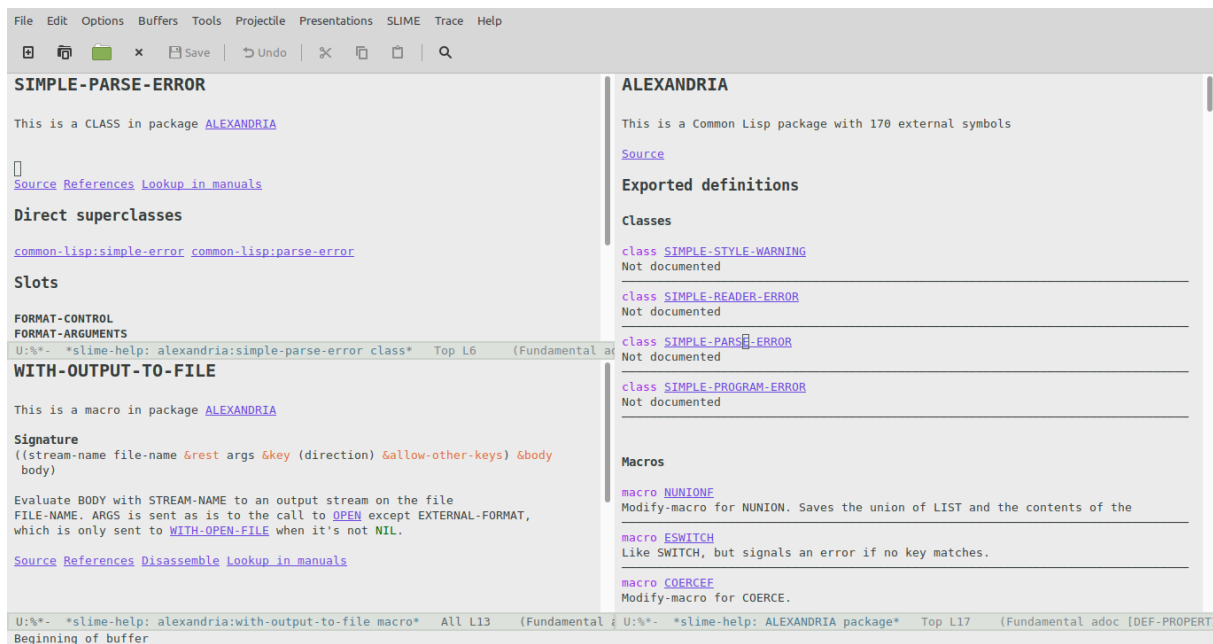 File Edit Options Buffers Tools Projectile Presentations SLIME Trace Help
Save Undo
SIMPLE-PARSE-ERROR
This is a CLASS in package ALEXANDRIA
Source References Lookup in manuals
Direct superclasses
common-lisp:simple-error common-lisp:parse-error
Slots
FORMAT-CONTROL
FORMAT-ARGUMENTS
U:%*- *slime-help: alexandria:simple-parse-error class* Top L6 (Fundamental ad
WITH-OUTPUT-TO-FILE
This is a macro in package ALEXANDRIA
Signature
((stream-name file-name &rest args &key (direction) &allow-other-keys) &body
body)
Evaluate BODY with STREAM-NAME to an output stream on the file
FILE-NAME. ARGS is sent as is to the call to OPEN except EXTERNAL-FORMAT,
which is only sent to WITH-OPEN-FILE when it's not NIL.
Source References Disassemble Lookup in manuals
U:%*- *slime-help: alexandria:with-output-to-file macro* All L13 (Fundamental
ALEXANDRIA
This is a Common Lisp package with 170 external symbols
Source
Exported definitions
Classes
class SIMPLE-STYLE-WARNING
Not documented
class SIMPLE-READER-ERROR
Not documented
class SIMPLE-PARSE-ERROR
Not documented
class SIMPLE-PROGRAM-ERROR
Not documented
Macros
macro NUNIONF
Modify-macro for NUNION. Saves the union of LIST and the contents of the
macro ESWITCH
Like SWITCH, but signals an error if no key matches.
macro COERCEF
Modify-macro for COERCE.
U:%*- *slime-help: ALEXANDRIA package* Top L17 (Fundamental adoc [DEF-PROPERT
Beginning of buffer